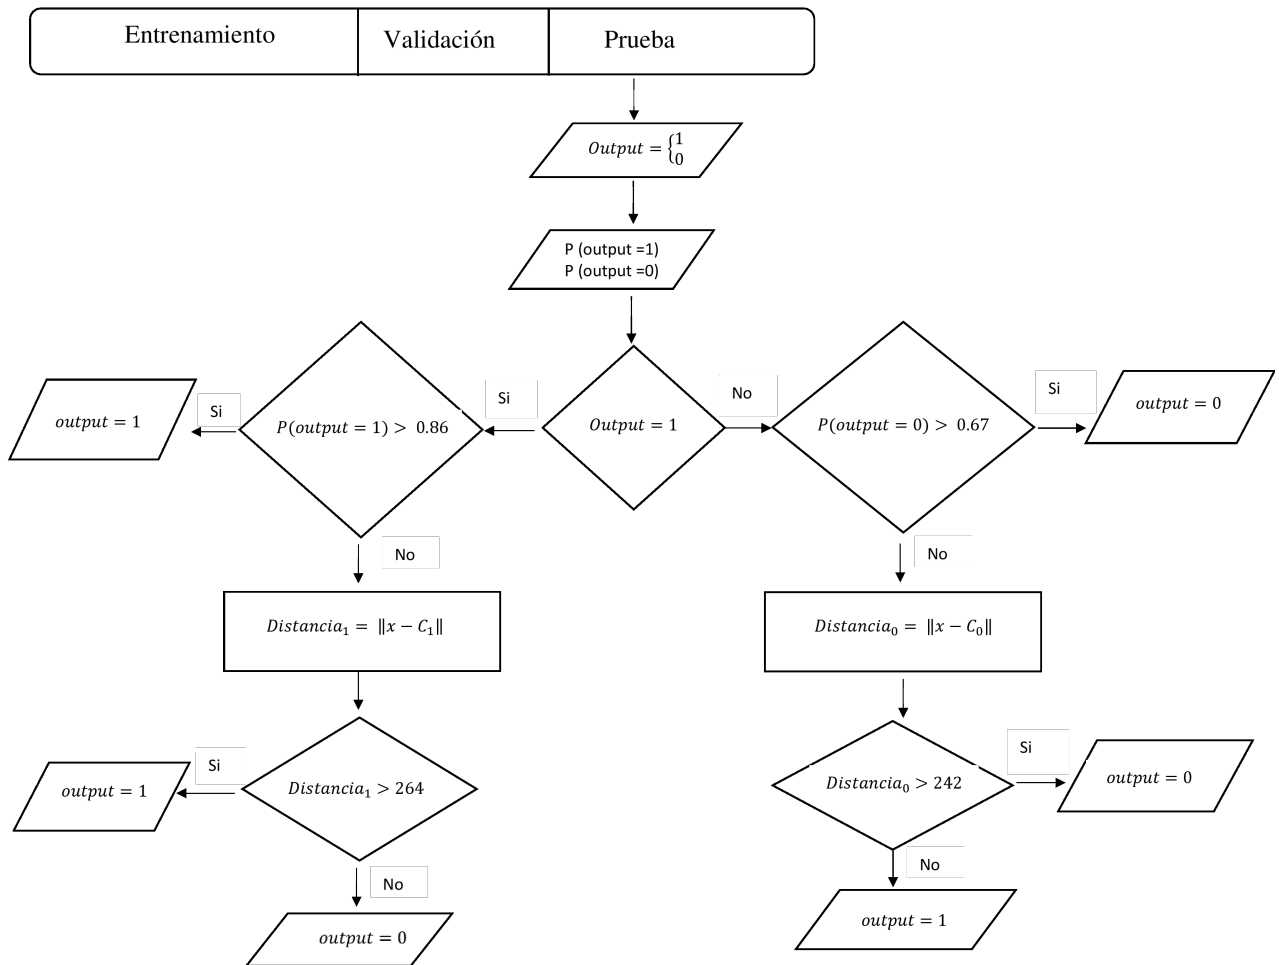 Entrenamiento
Validación
Prueba
Output = {1
0
P (output =1)
P (output =0)
Si
P(output = 1) > 0.86
output = 1
Si
Output = 1
No
P(output = 0) > 0.67
Si
output = 0
No
No
Distancia₁ = ‖x − C₁‖
Distancia₀ = ‖x − C₀‖
Si
output = 1
Distancia₁ > 264
Distancia₀ > 242
Si
output = 0
No
No
output = 0
output = 1